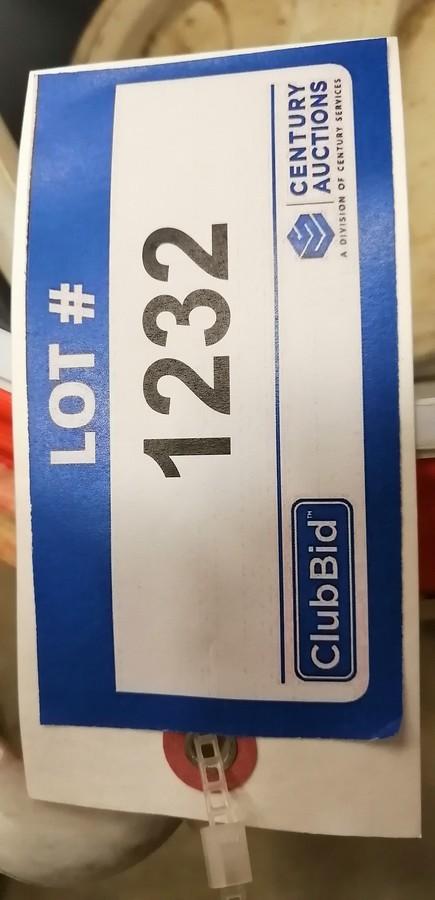 LOT #
1232
ClubBid™
CENTURY
AUCTIONS
A DIVISION OF CENTURY SERVICES